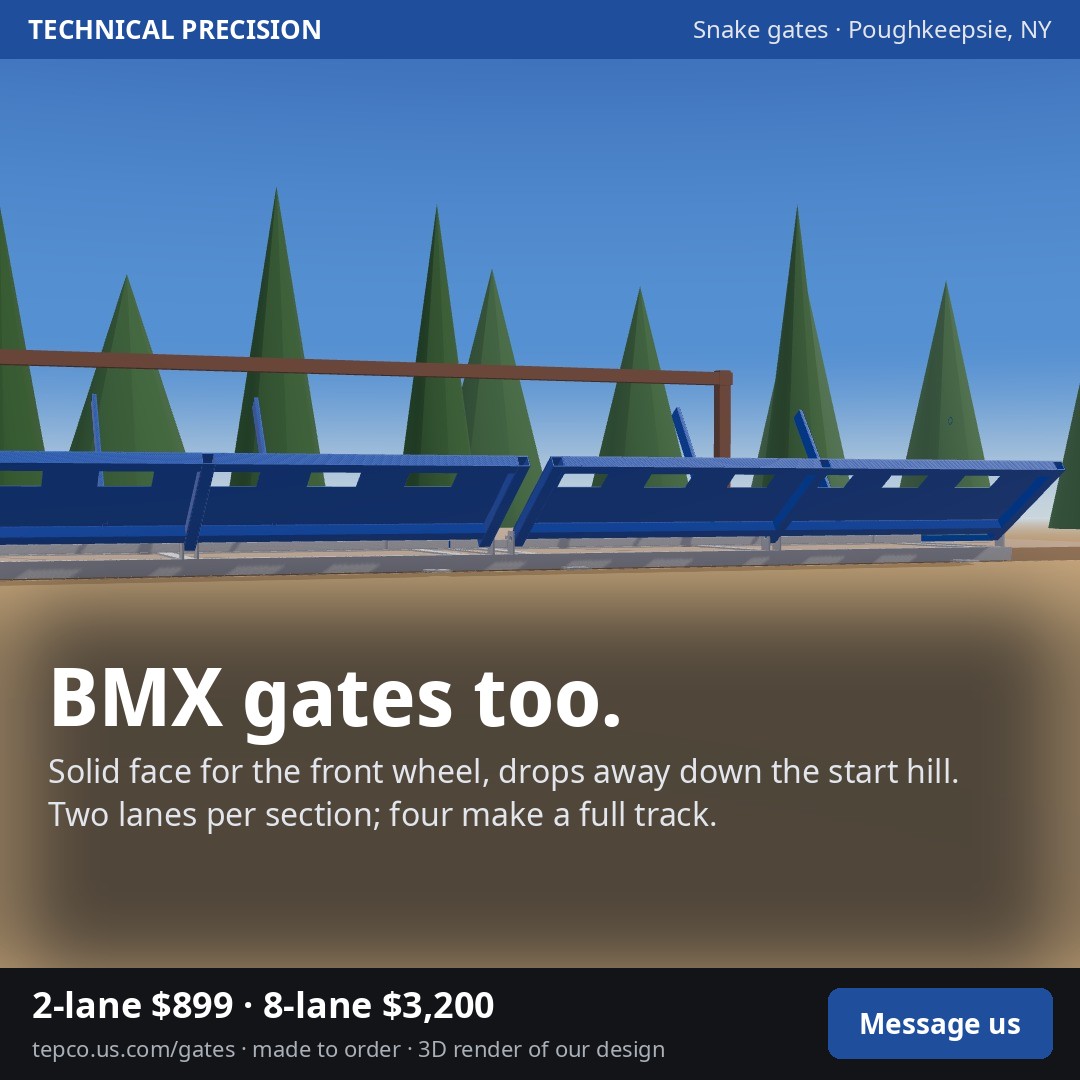 TECHNICAL PRECISION
Snake gates · Poughkeepsie, NY
BMX gates too.
Solid face for the front wheel, drops away down the start hill.
Two lanes per section; four make a full track.
2-lane $899 · 8-lane $3,200
tepco.us.com/gates · made to order · 3D render of our design
Message us